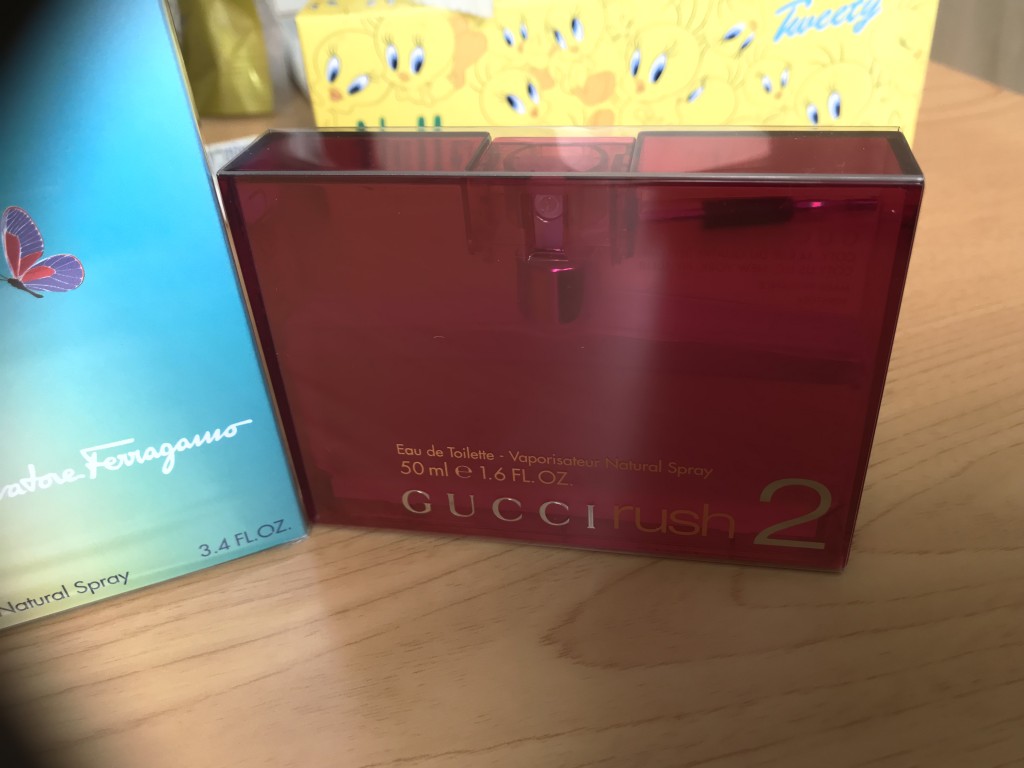 Tweety
vatore Ferragamo
3.4 FL.OZ.
Natural Spray
Eau de Toilette - Vaporisateur Natural Spray
50 ml e 1.6 FL.OZ.
GUCCI rush 2